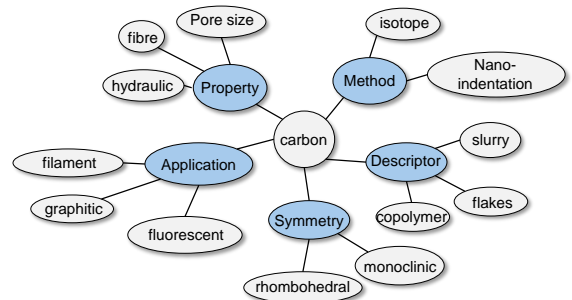 Pore size
isotope
fibre
Nano-
indentation
hydraulic
Property
Method
carbon
slurry
filament
Application
Descriptor
graphitic
flakes
copolymer
Symmetry
fluorescent
monoclinic
rhombohedral